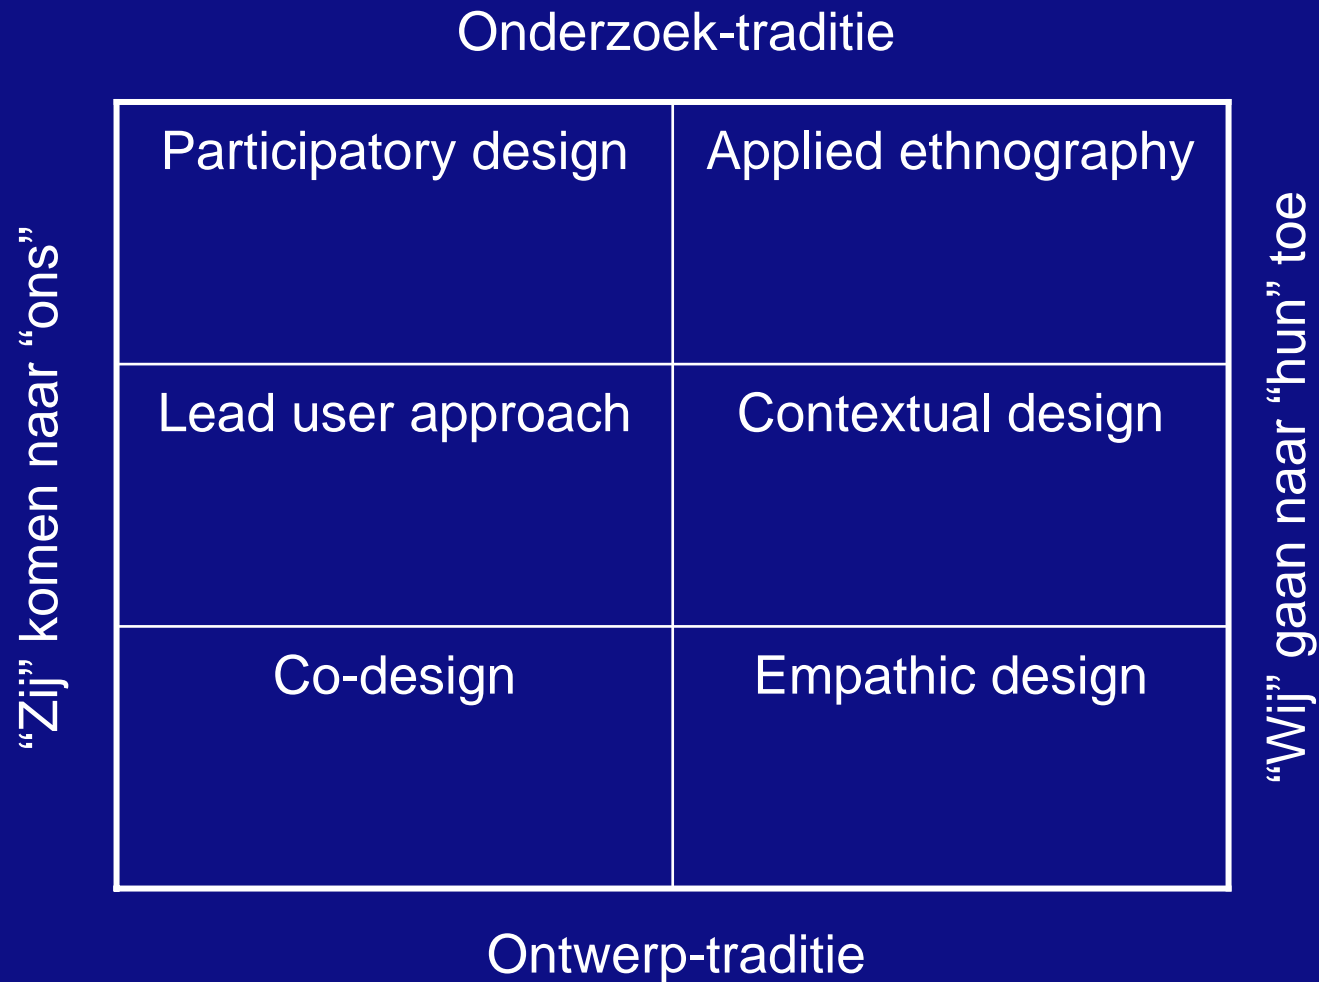 Onderzoek-traditie
“Zij” komen naar “ons”
Participatory design
Applied ethnography
Lead user approach
Contextual design
Co-design
Empathic design
“Wij” gaan naar “hun” toe
Ontwerp-traditie